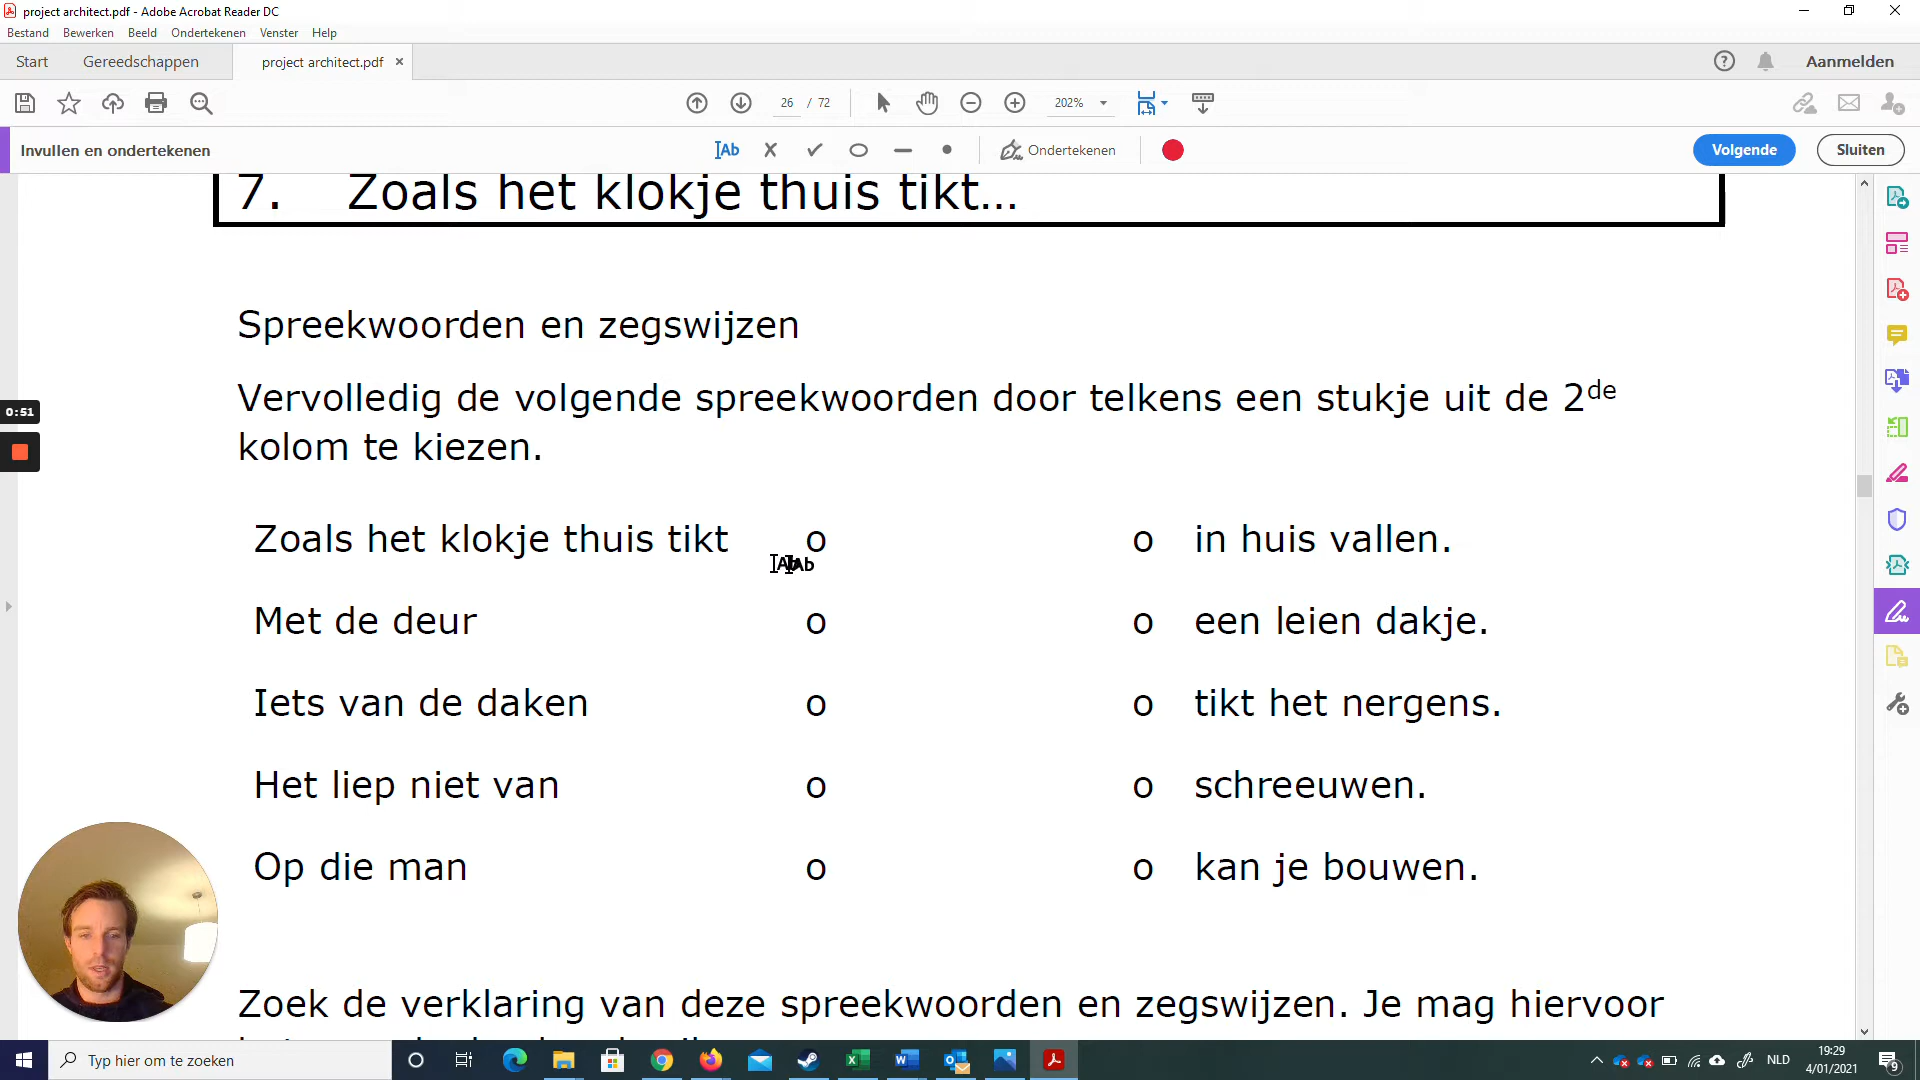 project architect.pdf - Adobe Acrobat Reader DC
Bestand Bewerken Beeld Ondertekenen Venster Help
Start Gereedschappen project architect.pdf × Aanmelden
26 / 72 202%
Invullen en ondertekenen Ab Ondertekenen Volgende Sluiten
7. Zoals het klokje thuis tikt...
Spreekwoorden en zegswijzen
Vervolledig de volgende spreekwoorden door telkens een stukje uit de 2de
kolom te kiezen.
0:51
Zoals het klokje thuis tikt o o in huis vallen.
Met de deur o o een leien dakje.
Iets van de daken o o tikt het nergens.
Het liep niet van o o schreeuwen.
Op die man o o kan je bouwen.
Zoek de verklaring van deze spreekwoorden en zegswijzen. Je mag hiervoor
Typ hier om te zoeken NLD 19:29
4/01/2021 9